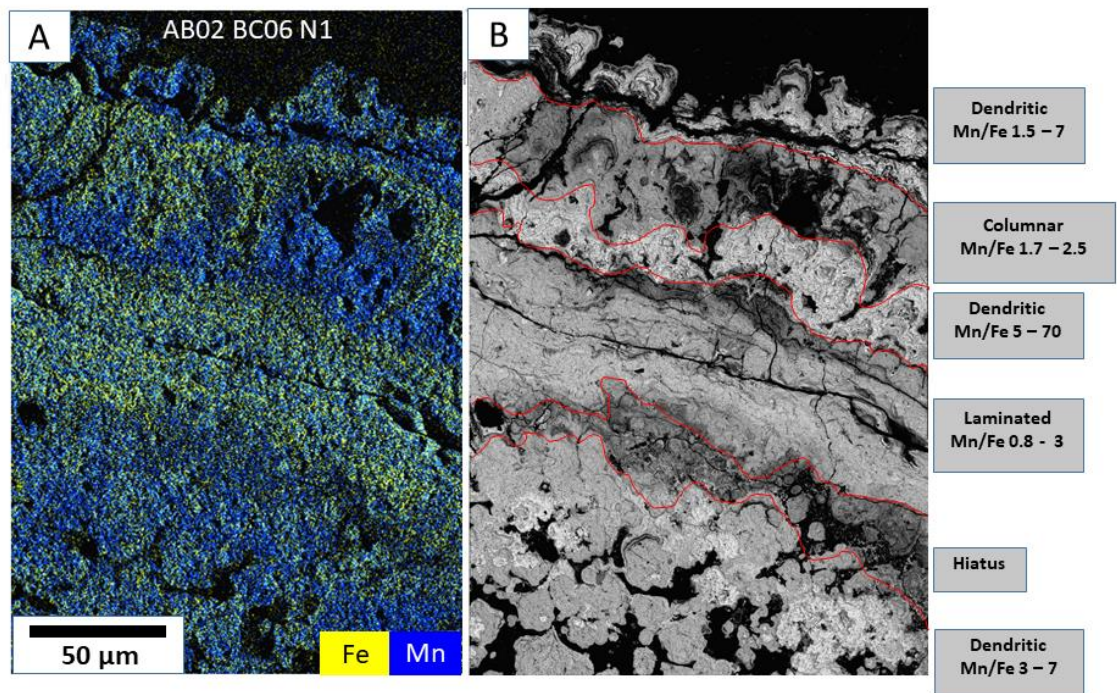 A
AB02 BC06 N1
B
Dendritic
Mn/Fe 1.5 – 7
Columnar
Mn/Fe 1.7 – 2.5
Dendritic
Mn/Fe 5 – 70
Laminated
Mn/Fe 0.8 - 3
Hiatus
Dendritic
Mn/Fe 3 – 7
50 µm
Fe
Mn